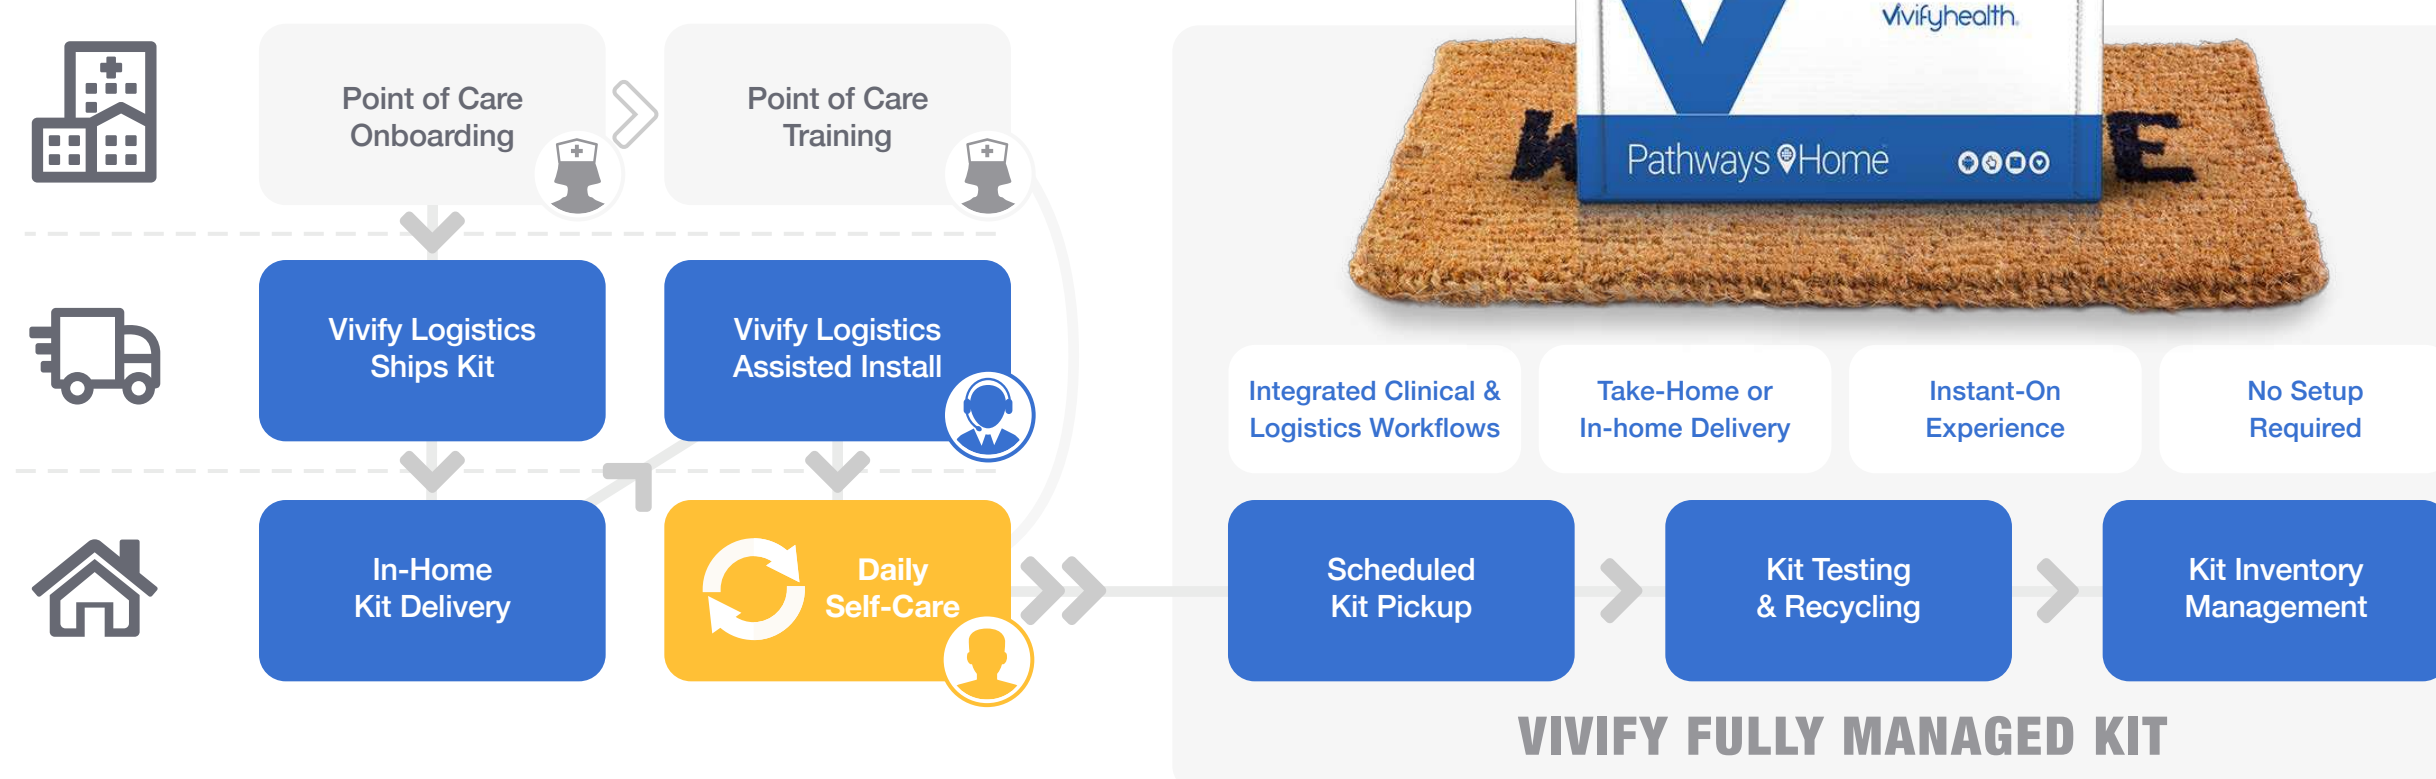 Point of Care
Onboarding
Point of Care
Training
Vivify Logistics
Ships Kit
Vivify Logistics
Assisted Install
In-Home
Kit Delivery
Daily
Self-Care
Vivifyhealth.
Pathways Home
W
E
Integrated Clinical &
Logistics Workflows
Take-Home or
In-home Delivery
Instant-On
Experience
No Setup
Required
Scheduled
Kit Pickup
Kit Testing
& Recycling
Kit Inventory
Management
VIVIFY FULLY MANAGED KIT